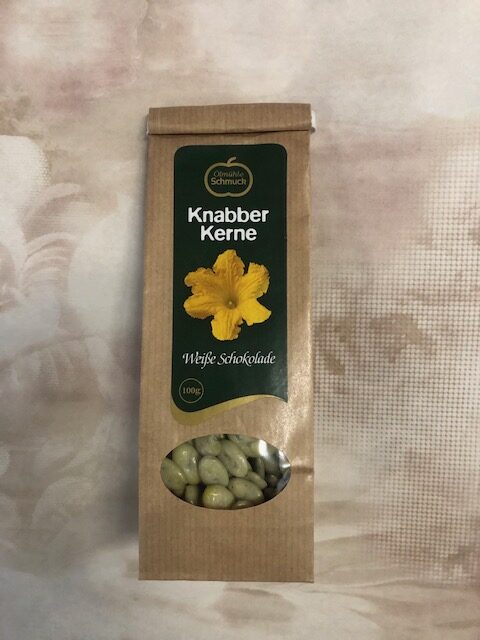 Ölmühle
Schmuck
Knabber
Kerne
Weiße Schokolade
100g